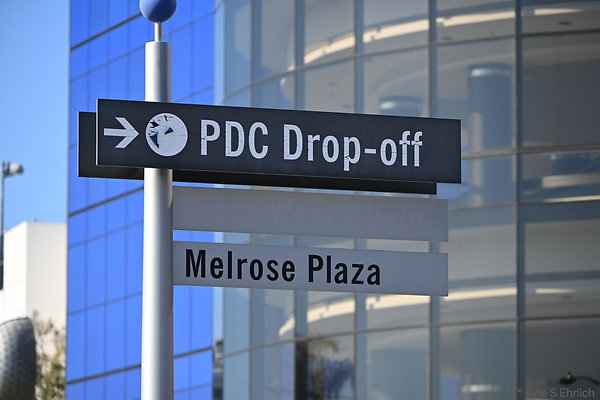 PDC Drop-off
Melrose Plaza
Kyle S Ehrlich